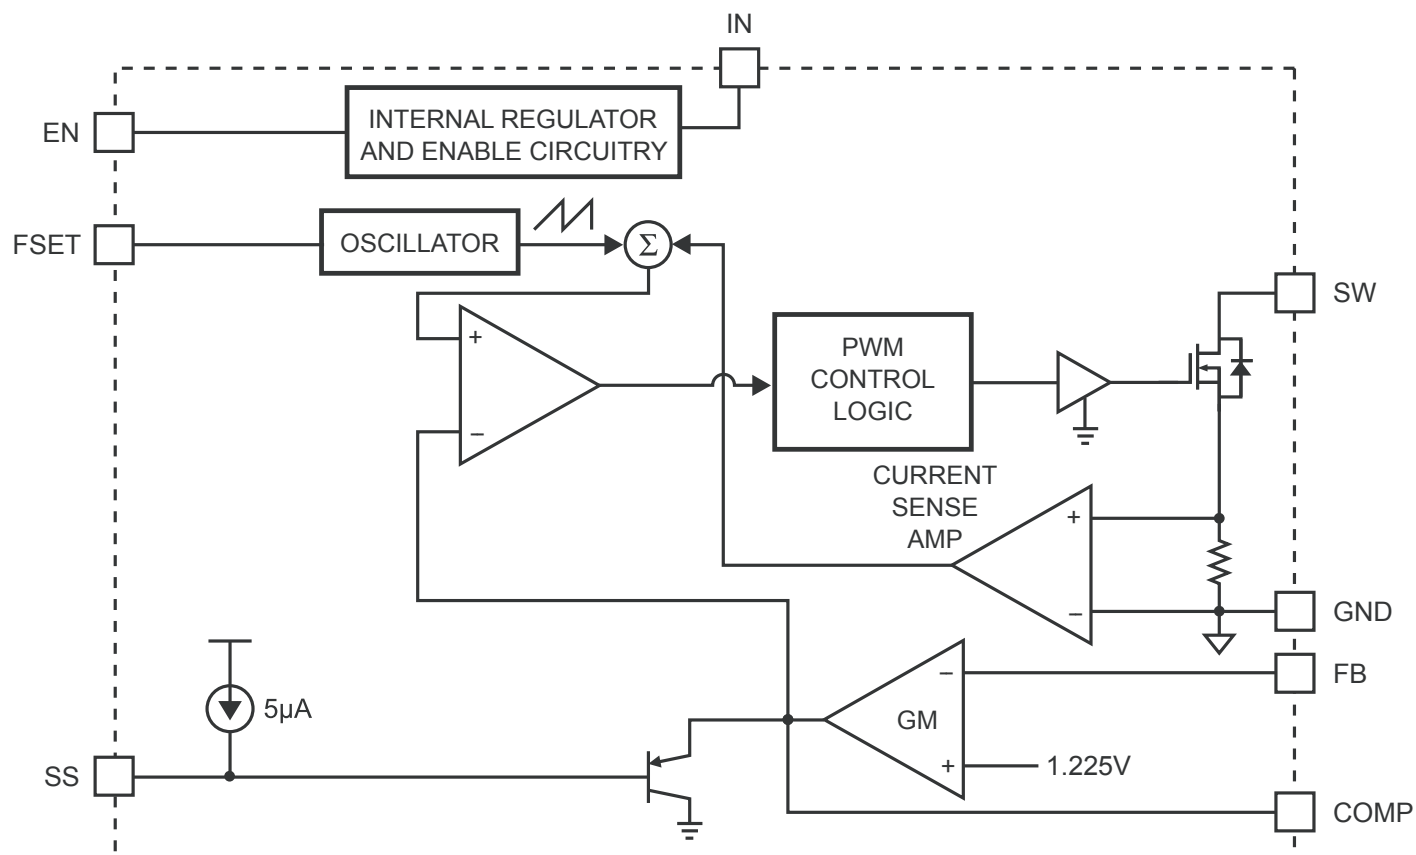 IN
EN
INTERNAL REGULATOR
AND ENABLE CIRCUITRY
FSET
OSCILLATOR
Σ
SW
+
−
PWM
CONTROL
LOGIC
CURRENT
SENSE
AMP
+
−
GND
FB
−
GM
+
1.225V
5µA
SS
COMP